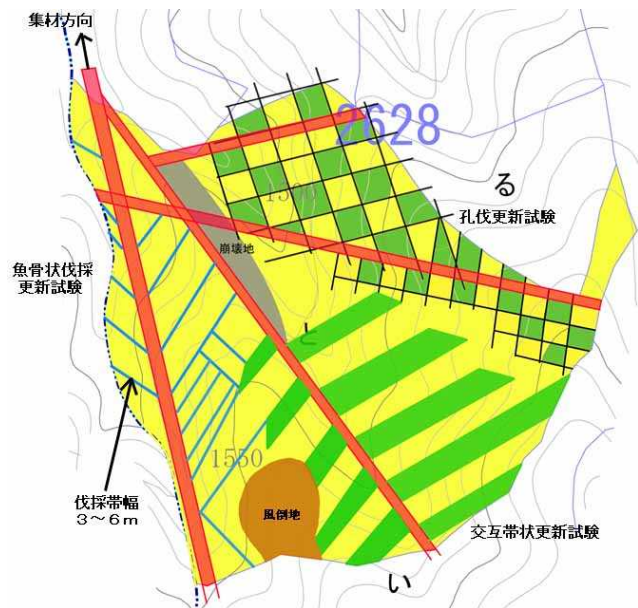 集材方向
2628
る
1500
孔伐更新試験
崩壊地
魚骨状伐採
更新試験
と
1550
伐採帯幅
3～6m
風倒地
交互帯状更新試験
い